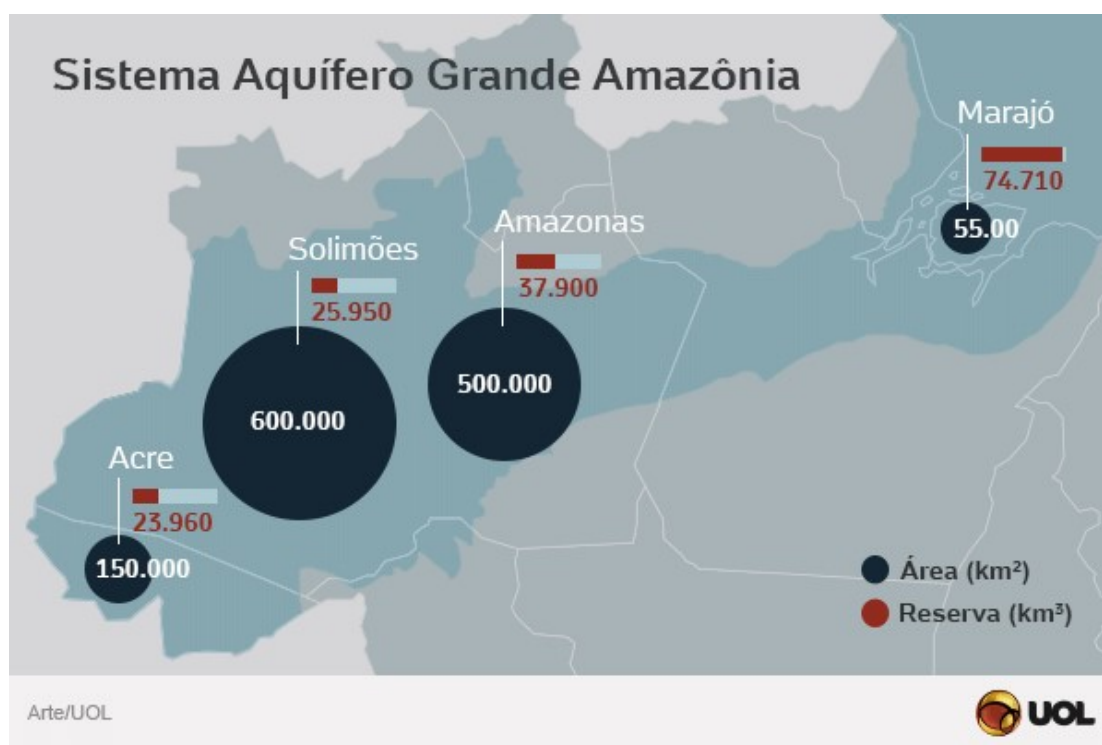 Sistema Aquífero Grande Amazônia
Marajó
74.710
55.00
Amazonas
37.900
500.000
Solimões
25.950
600.000
Acre
23.960
150.000
Área (km²)
Reserva (km³)
Arte/UOL
UOL